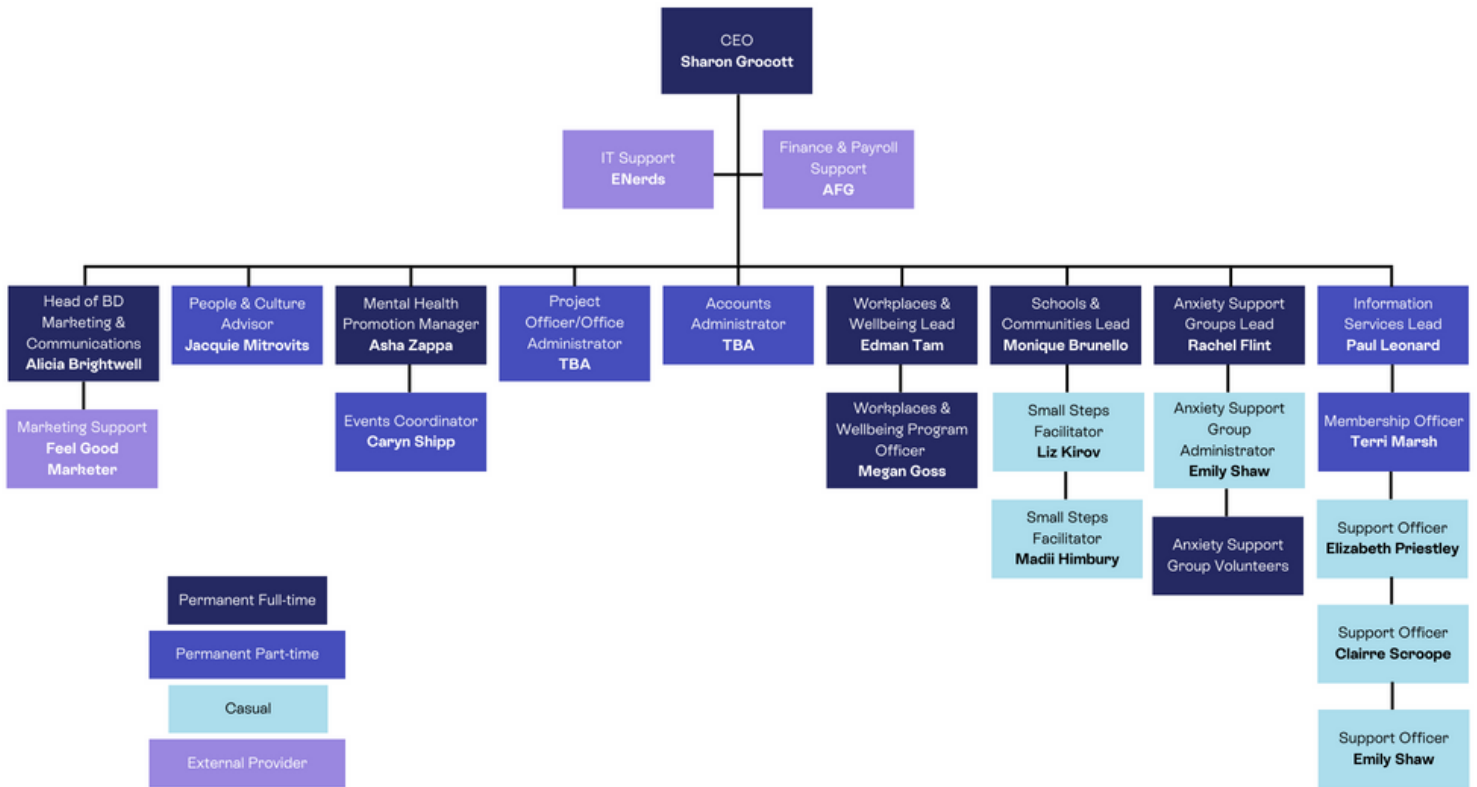 CEO
Sharon Grocott
IT Support
ENerds
Finance & Payroll
Support
AFG
Head of BD
Marketing &
Communications
Alicia Brightwell
People & Culture
Advisor
Jacquie Mitrovits
Mental Health
Promotion Manager
Asha Zappa
Project
Officer/Office
Administrator
TBA
Accounts
Administrator
TBA
Workplaces &
Wellbeing Lead
Edman Tam
Schools &
Communities Lead
Monique Brunello
Anxiety Support
Groups Lead
Rachel Flint
Information
Services Lead
Paul Leonard
Marketing Support
Feel Good
Marketer
Events Coordinator
Caryn Shipp
Workplaces &
Wellbeing Program
Officer
Megan Goss
Small Steps
Facilitator
Liz Kirov
Anxiety Support
Group
Administrator
Emily Shaw
Membership Officer
Terri Marsh
Small Steps
Facilitator
Madii Himbury
Anxiety Support
Group Volunteers
Support Officer
Elizabeth Priestley
Support Officer
Clairre Scroope
Support Officer
Emily Shaw
Permanent Full-time
Permanent Part-time
Casual
External Provider